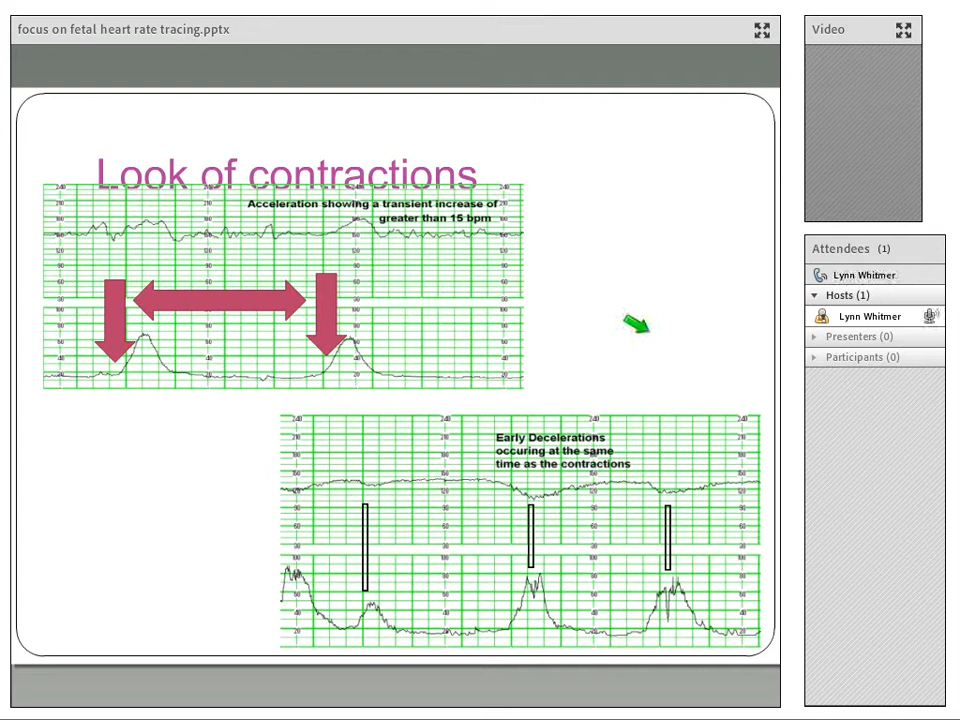 focus on fetal heart rate tracing.pptx
Video
Look of contractions
Acceleration showing a transient increase of
greater than 15 bpm
Attendees (1)
Lynn Whitmer
Hosts (1)
Lynn Whitmer
Presenters (0)
Participants (0)
Early Decelerations
occuring at the same
time as the contractions